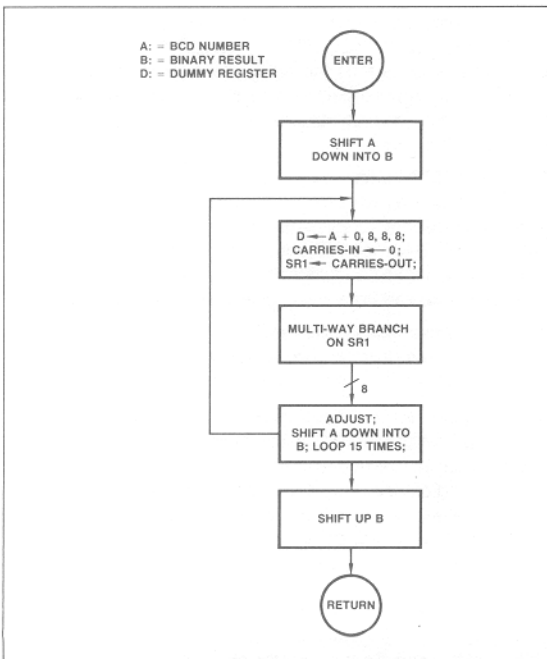 A: = BCD NUMBER
B: = BINARY RESULT
D: = DUMMY REGISTER
ENTER
SHIFT A
DOWN INTO B
D ← A + 0, 8, 8, 8;
CARRIES-IN ← 0;
SR1 ← CARRIES-OUT;
MULTI-WAY BRANCH
ON SR1
8
ADJUST;
SHIFT A DOWN INTO
B; LOOP 15 TIMES;
SHIFT UP B
RETURN